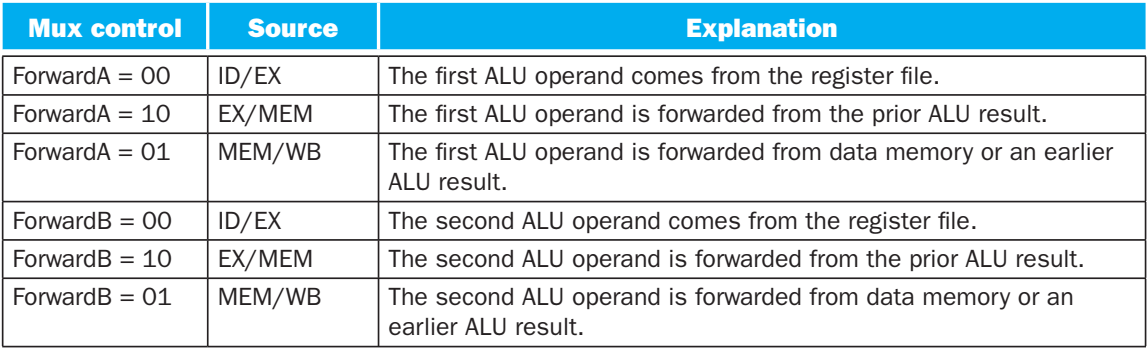 Mux control Source Explanation
ForwardA = 00 ID/EX The first ALU operand comes from the register file.
ForwardA = 10 EX/MEM The first ALU operand is forwarded from the prior ALU result.
ForwardA = 01 MEM/WB The first ALU operand is forwarded from data memory or an earlier
ALU result.
ForwardB = 00 ID/EX The second ALU operand comes from the register file.
ForwardB = 10 EX/MEM The second ALU operand is forwarded from the prior ALU result.
ForwardB = 01 MEM/WB The second ALU operand is forwarded from data memory or an
earlier ALU result.